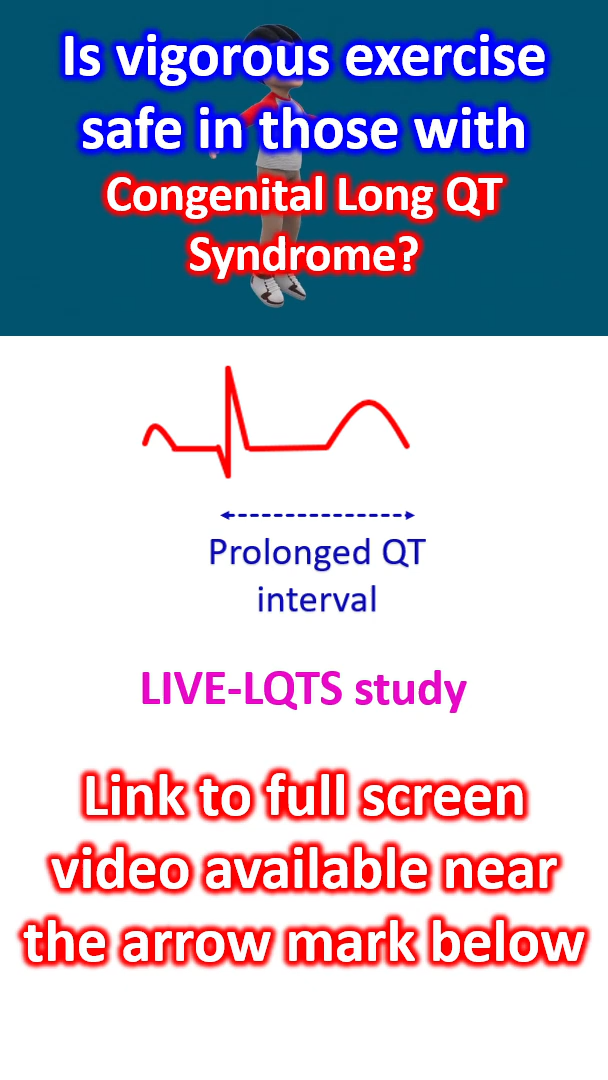 Is vigorous exercise
safe in those with
Congenital Long QT
Syndrome?
Prolonged QT
interval
LIVE-LQTS study
Link to full screen
video available near
the arrow mark below